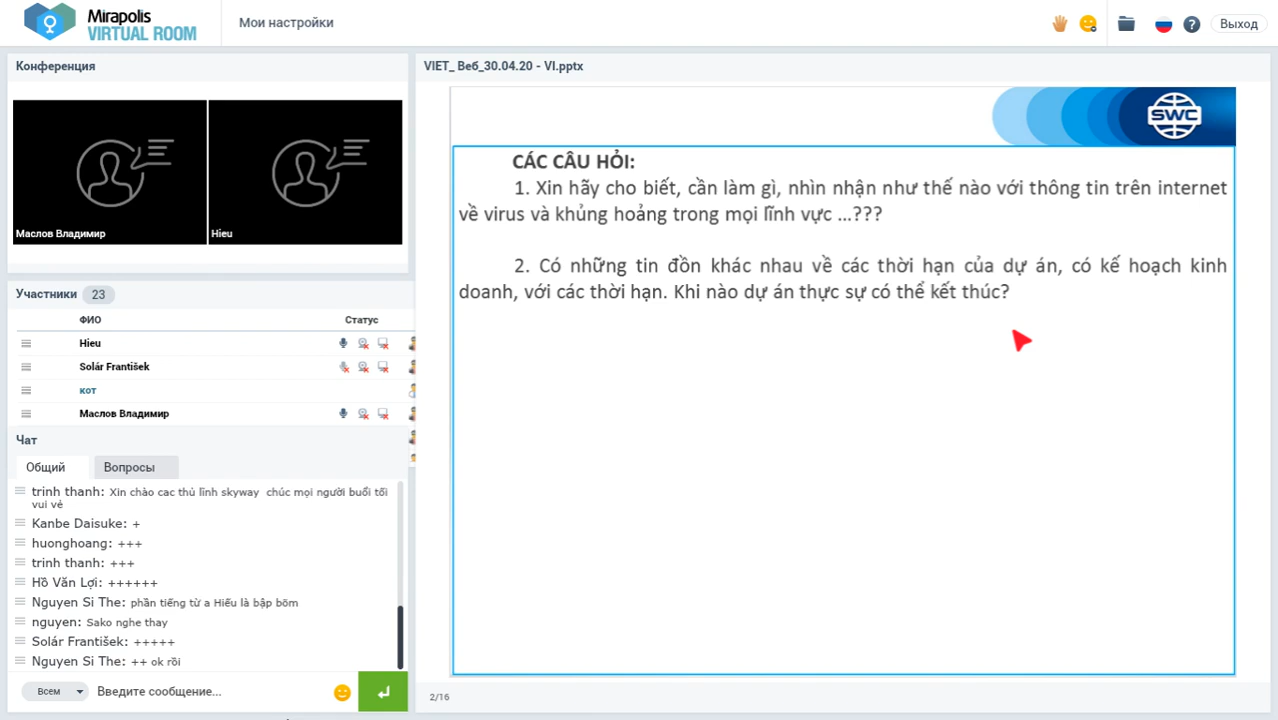 Mirapolis
VIRTUAL ROOM
Мои настройки
Выход
Конференция
Маслов Владимир
Hieu
Участники 23
ФИО Статус
Hieu
Solár František
кот
Маслов Владимир
Чат
Общий Вопросы
trinh thanh: Xin chào cac thủ lĩnh skyway chúc mọi người buổi tối
vui vẻ
Kanbe Daisuke: +
huonghoang: +++
trinh thanh: +++
Hồ Văn Lợi: ++++++
Nguyen Si The: phần tiếng từ a Hiếu là bập bõm
nguyen: Sako nghe thay
Solár František: +++++
Nguyen Si The: ++ ok rồi
Всем Введите сообщение...
VIET_ Веб_30.04.20 - VI.pptx
SWC
CÁC CÂU HỎI:
1. Xin hãy cho biết, cần làm gì, nhìn nhận như thế nào với thông tin trên internet
về virus và khủng hoảng trong mọi lĩnh vực ...???
2. Có những tin đồn khác nhau về các thời hạn của dự án, có kế hoạch kinh
doanh, với các thời hạn. Khi nào dự án thực sự có thể kết thúc?
2/16